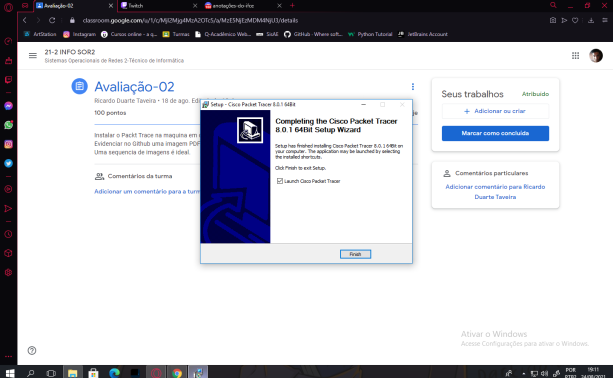 Avaliação-02
Twitch
anotações-do-ifce
classroom.google.com/u/1/c/MjI2Mjg4MzA2OTc5/a/MzE5NjEzMDM4NjU3/details
ArtStation
Instagram
Cursos online - a q...
Turmas
Q-Acadêmico Web...
SisAE
GitHub · Where soft...
Python Tutorial
JetBrains Account
21-2 INFO SOR2
Sistemas Operacionais de Redes 2-Técnico de Informática
Avaliação-02
Ricardo Duarte Taveira • 18 de ago.
100 pontos
Instalar o Packt Trace na maquina em
Evidenciar no Github uma imagem PDF
Uma sequencia de imagens é ideal.
Comentários da turma
Adicionar um comentário para a turm
Setup - Cisco Packet Tracer 8.0.1 64Bit
Completing the Cisco Packet Tracer
8.0.1 64Bit Setup Wizard
Setup has finished installing Cisco Packet Tracer 8.0.1 64Bit on
your computer. The application may be launched by selecting
the installed shortcuts.
Click Finish to exit Setup.
Launch Cisco Packet Tracer
Finish
Seus trabalhos
Atribuído
+ Adicionar ou criar
Marcar como concluída
Comentários particulares
Adicionar comentário para Ricardo
Duarte Taveira
Ativar o Windows
Acesse Configurações para ativar o Windows.
POR
PTB2
19:11
24/08/2021